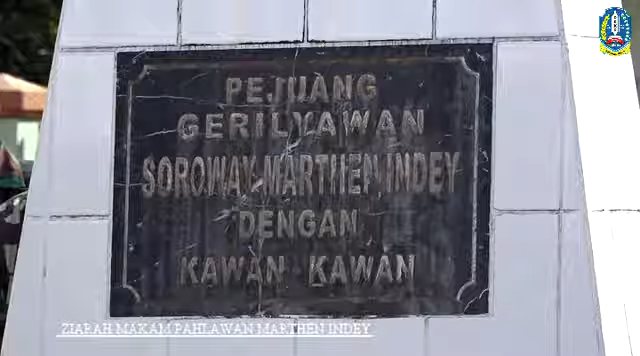 PEJUANG
GERILYAWAN
SOROWAY MARTHEN INDEY
DENGAN
KAWAN KAWAN
ZIARAH MAKAM PAHLAWAN MARTHEN INDEY